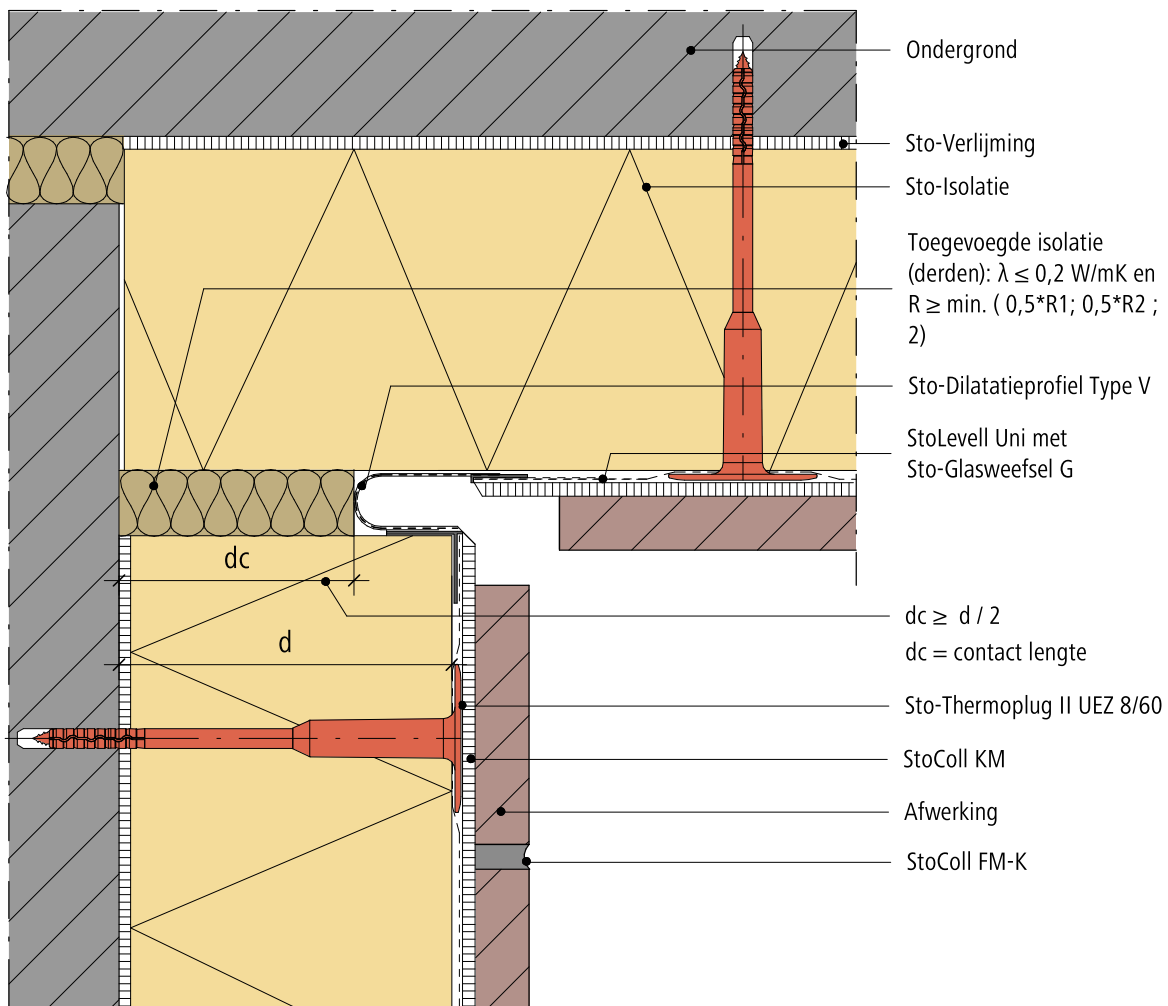 Ondergrond
Sto-Verlijming
Sto-Isolatie
Toegevoegde isolatie
(derden): λ ≤ 0,2 W/mK en
R ≥ min. ( 0,5*R1; 0,5*R2 ;
2)
Sto-Dilatatieprofiel Type V
StoLevell Uni met
Sto-Glasweefsel G
dc
d
dc ≥ d / 2
dc = contact lengte
Sto-Thermoplug II UEZ 8/60
StoColl KM
Afwerking
StoColl FM-K